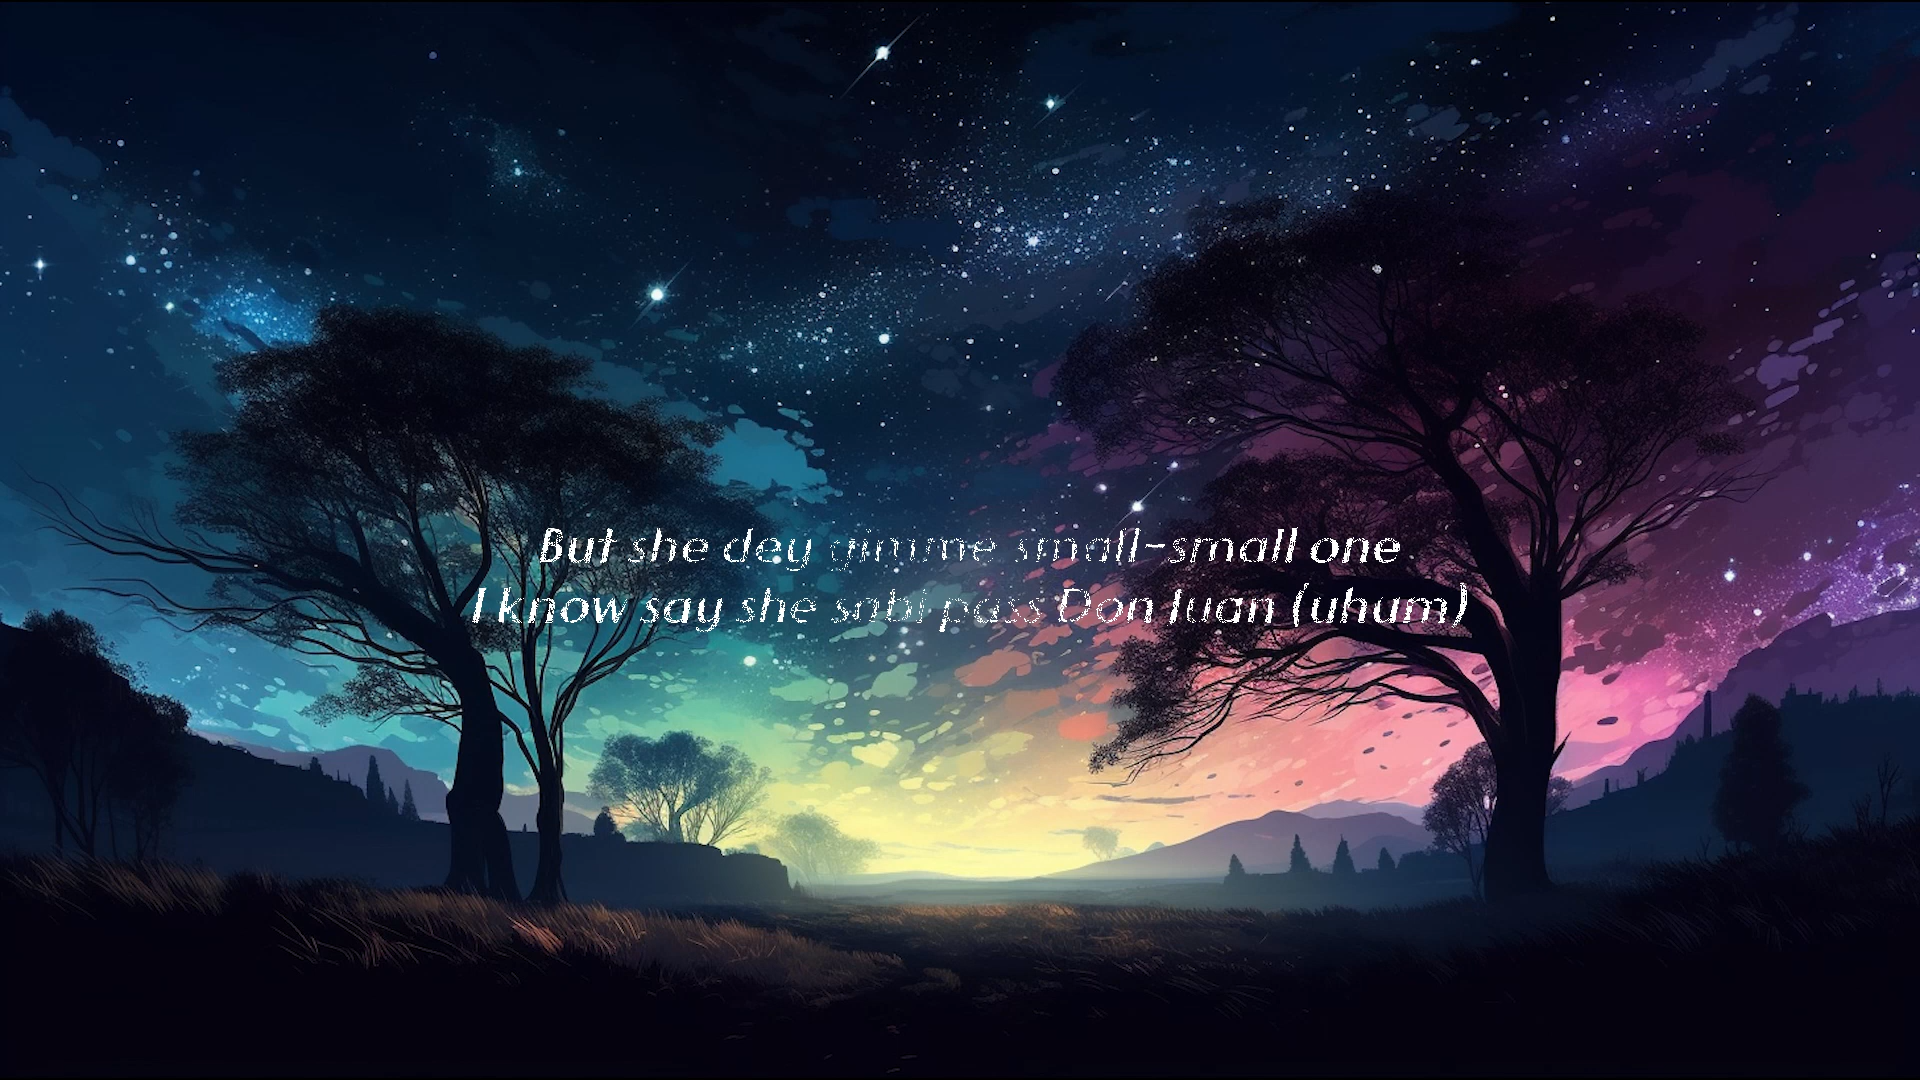 But she dey gimme small-small one
I know say she sabi pass Don Juan (uhum)